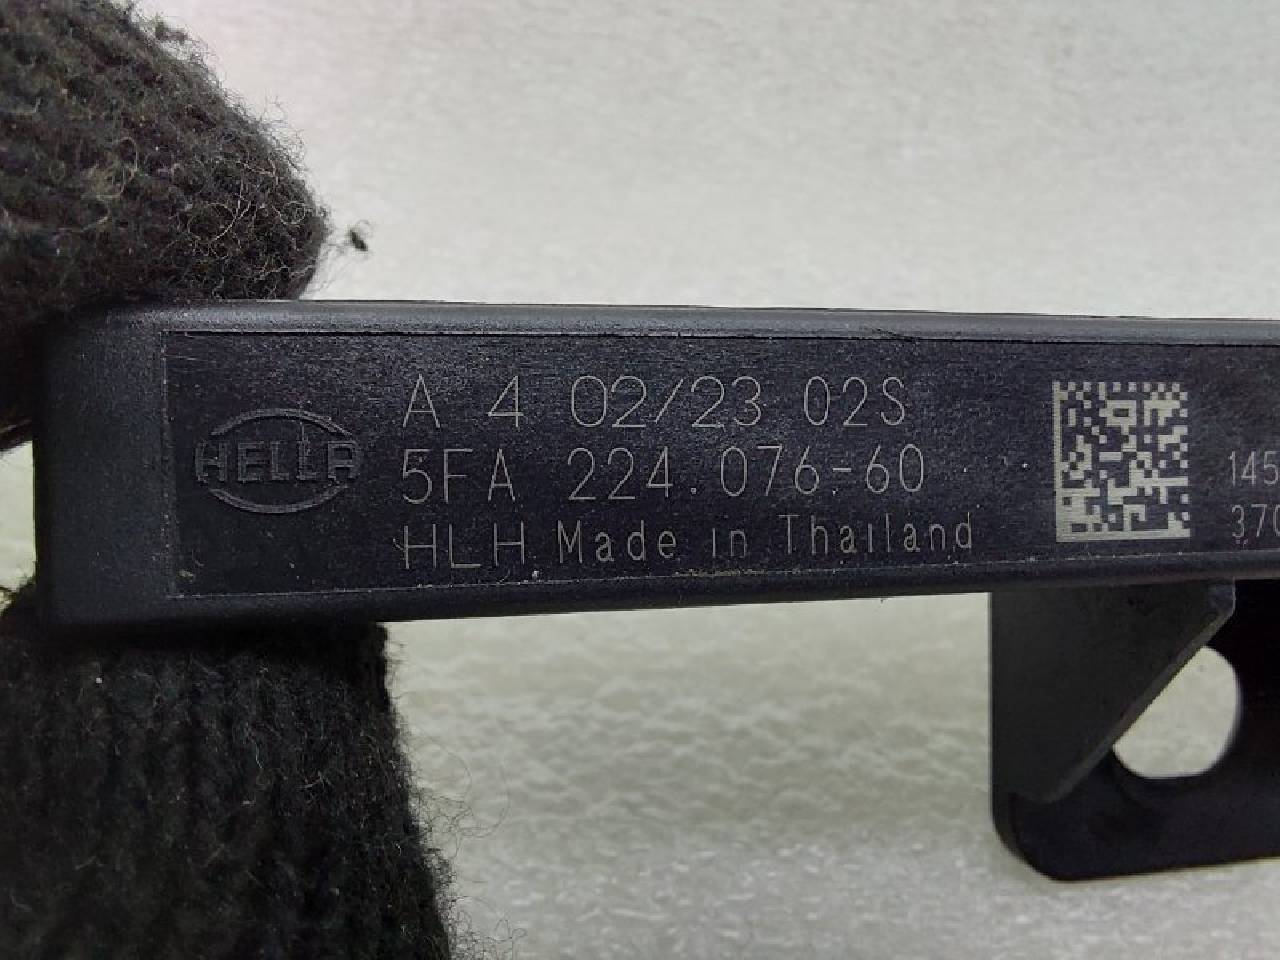 HELLA
A 4 02/23 02S
5FA 224.076-60
HLH Made in Thailand
145
370